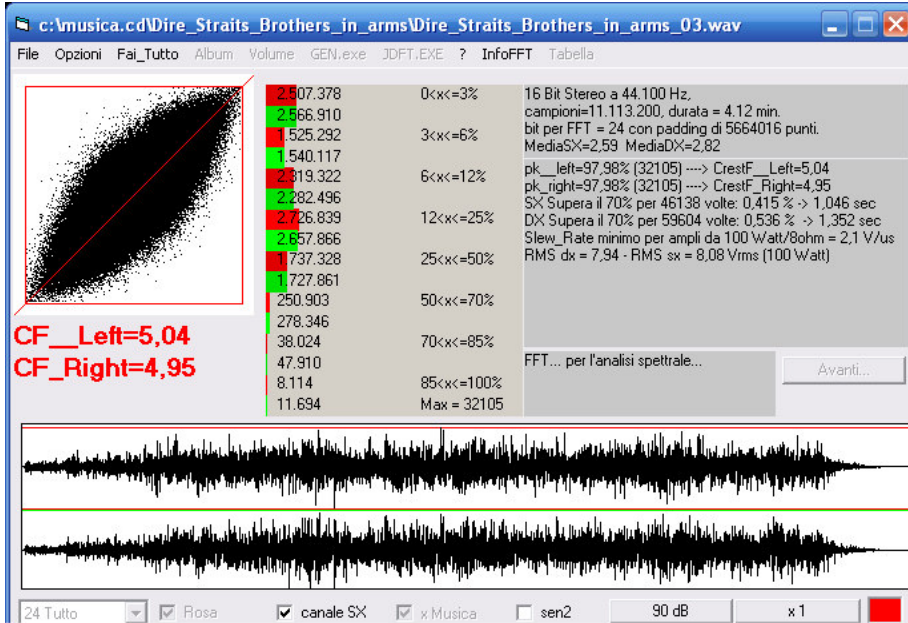 c:\musica.cd\Dire_Straits_Brothers_in_arms\Dire_Straits_Brothers_in_arms_03.wav
File Opzioni Fai_Tutto Album Volume GEN.exe JDFT.EXE ? InfoFFT Tabella
2.507.378 0<x<=3%
2.566.910
1.525.292 3<x<=6%
1.540.117
2.319.322 6<x<=12%
2.282.496
2.726.839 12<x<=25%
2.657.866
1.737.328 25<x<=50%
1.727.861
250.903 50<x<=70%
278.346
38.024 70<x<=85%
47.910
8.114 85<x<=100%
11.694 Max = 32105
16 Bit Stereo a 44.100 Hz,
campioni=11.113.200, durata = 4.12 min.
bit per FFT = 24 con padding di 5664016 punti.
MediaSX=2,59 MediaDX=2,82
pk__left=97,98% (32105) ----> CrestF__Left=5,04
pk_right=97,98% (32105) ----> CrestF_Right=4,95
SX Supera il 70% per 46138 volte: 0,415 % -> 1,046 sec
DX Supera il 70% per 59604 volte: 0,536 % -> 1,352 sec
Slew_Rate minimo per ampli da 100 Watt/8ohm = 2,1 V/us
RMS dx = 7,94 - RMS sx = 8,08 Vrms (100 Watt)
CF__Left=5,04
CF_Right=4,95
FFT... per l'analisi spettrale...
Avanti...
24 Tutto Rosa canale SX x Musica sen2 90 dB x 1